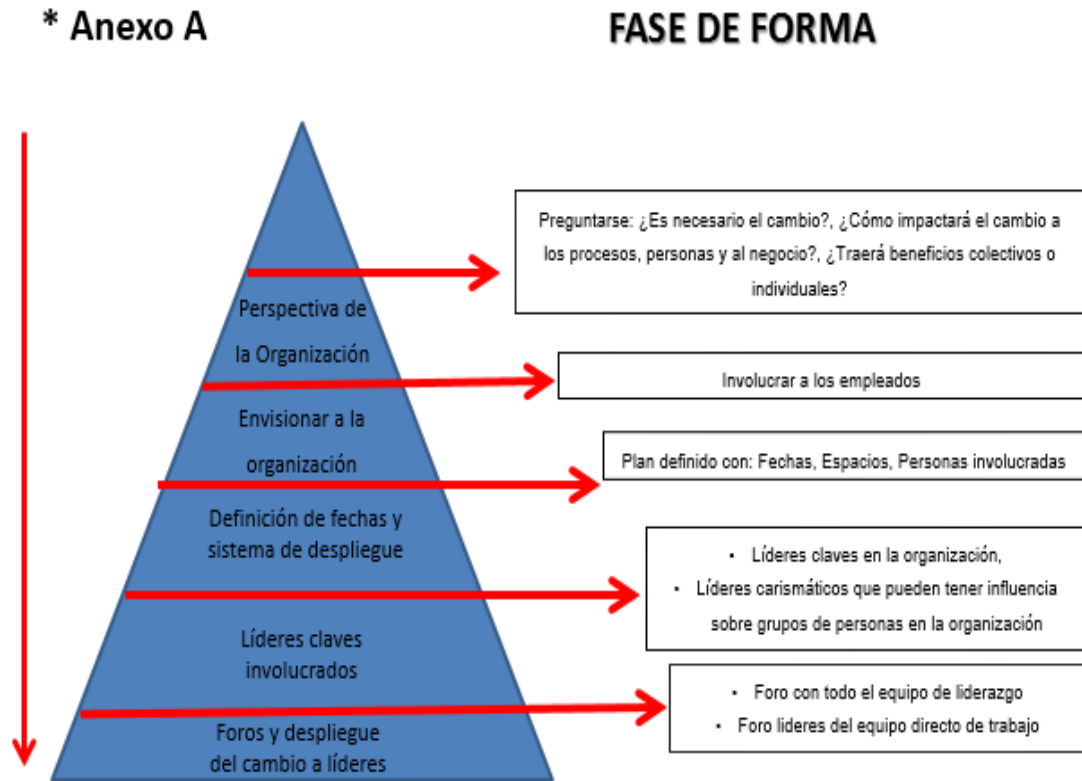 * Anexo A
FASE DE FORMA
Preguntarse: ¿Es necesario el cambio?, ¿Cómo impactará el cambio a
los procesos, personas y al negocio?, ¿Traerá beneficios colectivos o
individuales?
Perspectiva de
la Organización
Involucrar a los empleados
Envisionar a la
organización
Plan definido con: Fechas, Espacios, Personas involucradas
Definición de fechas y
sistema de despliegue
▪ Líderes claves en la organización,
▪ Líderes carismáticos que pueden tener influencia
sobre grupos de personas en la organización
Líderes claves
involucrados
▪ Foro con todo el equipo de liderazgo
▪ Foro lideres del equipo directo de trabajo
Foros y despliegue
del cambio a líderes